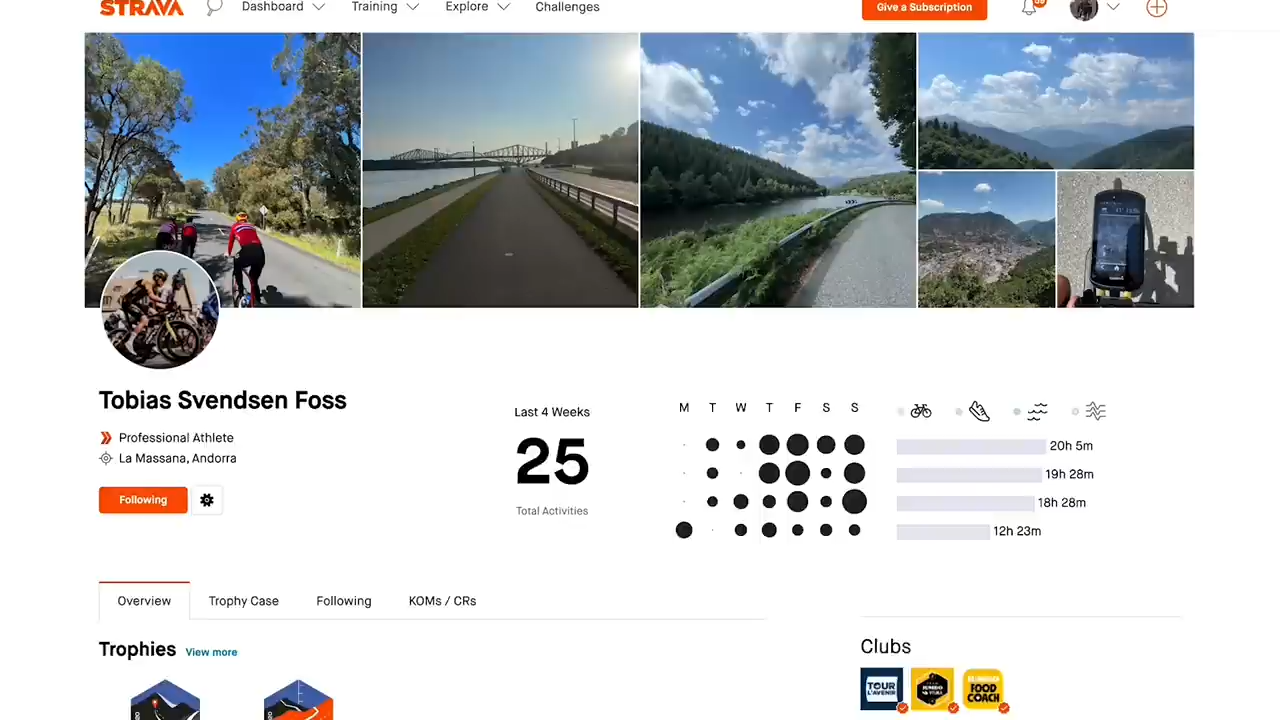 STRAVA
Dashboard
Training
Explore
Challenges
Give a Subscription
Tobias Svendsen Foss
Professional Athlete
La Massana, Andorra
Following
Last 4 Weeks
25
Total Activities
M T W T F S S
20h 5m
19h 28m
18h 28m
12h 23m
Overview
Trophy Case
Following
KOMs / CRs
Trophies
View more
Clubs
TOUR
L'AVENIR
FOOD
COACH